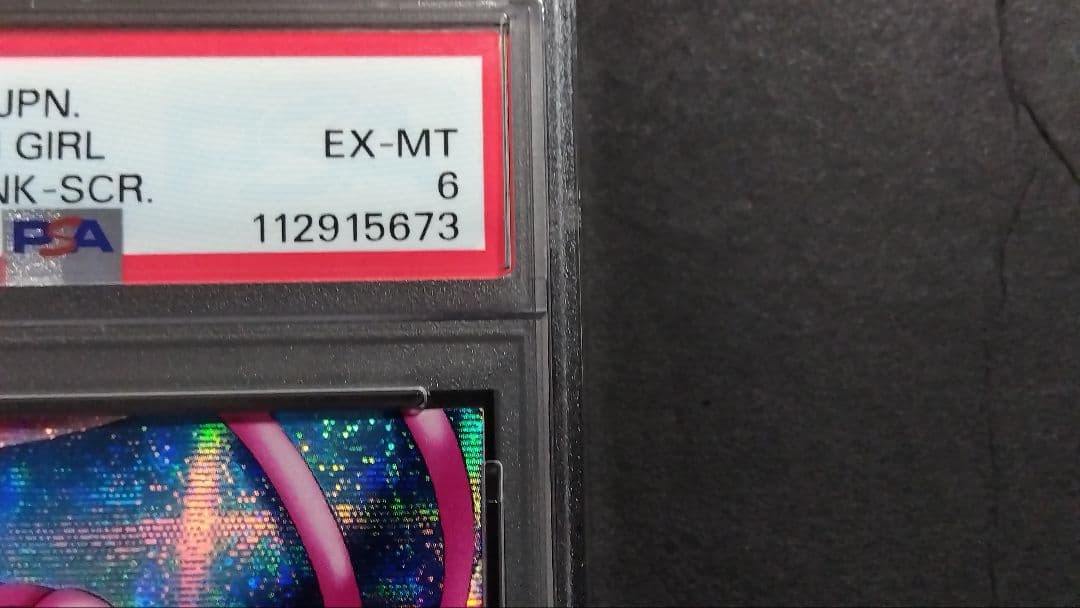 JPN.
GIRL
EX-MT
NK-SCR.
6
PSA
112915673